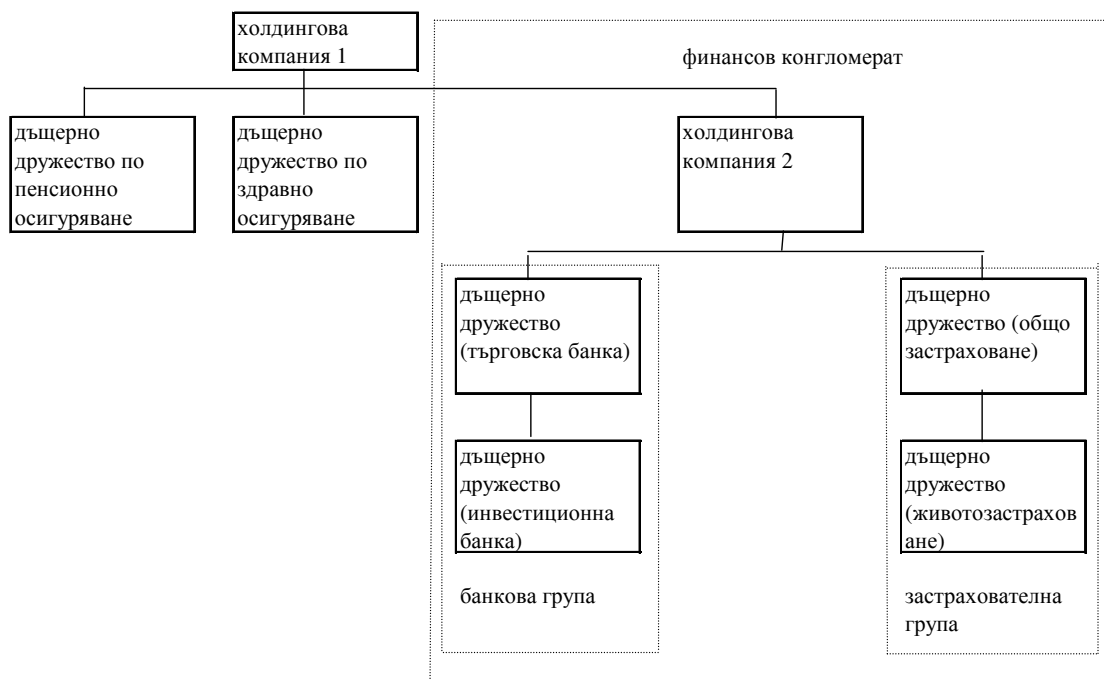 холдингова
компания 1
финансов конгломерат
дъщерно
дружество по
пенсионно
осигуряване
дъщерно
дружество по
здравно
осигуряване
холдингова
компания 2
дъщерно
дружество
(търговска банка)
дъщерно
дружество (общо
застраховане)
дъщерно
дружество
(инвестиционна
банка)
дъщерно
дружество
(животозастрахов
ане)
банкова група
застрахователна
група